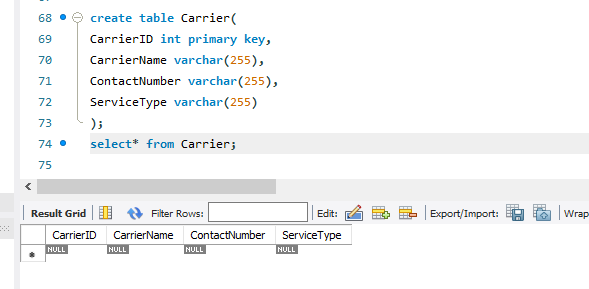 68 create table Carrier(
69 CarrierID int primary key,
70 CarrierName varchar(255),
71 ContactNumber varchar(255),
72 ServiceType varchar(255)
73 );
74 select* from Carrier;
75
Result Grid Filter Rows: Edit: Export/Import: Wrap
CarrierID CarrierName ContactNumber ServiceType
NULL NULL NULL NULL